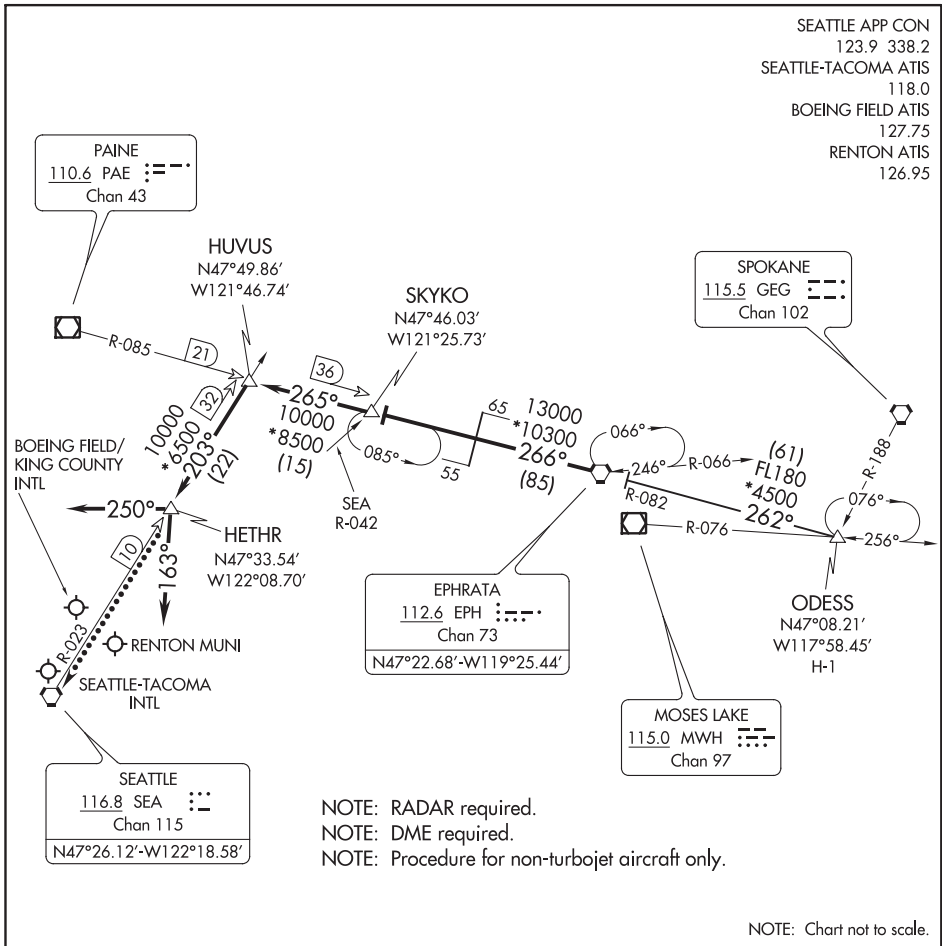 SEATTLE APP CON
123.9 338.2
SEATTLE-TACOMA ATIS
118.0
BOEING FIELD ATIS
127.75
RENTON ATIS
126.95
PAINE
110.6 PAE
Chan 43
HUVUS
N47°49.86'
W121°46.74'
SKYKO
N47°46.03'
W121°25.73'
SPOKANE
115.5 GEG
Chan 102
R-085
21
32
36
265°
10000
*8500
(15)
085°
SEA
R-042
65
55
13000
*10300
266°
(85)
066°
246°
R-066
R-082
R-076
(61)
FL180
*4500
262°
R-188
076°
256°
10000
*6500
203°
(22)
BOEING FIELD/
KING COUNTY
INTL
250°
163°
10
R-023
HETHR
N47°33.54'
W122°08.70'
RENTON MUNI
SEATTLE-TACOMA
INTL
EPHRATA
112.6 EPH
Chan 73
N47°22.68'-W119°25.44'
ODESS
N47°08.21'
W117°58.45'
H-1
MOSES LAKE
115.0 MWH
Chan 97
SEATTLE
116.8 SEA
Chan 115
N47°26.12'-W122°18.58'
NOTE: RADAR required.
NOTE: DME required.
NOTE: Procedure for non-turbojet aircraft only.
NOTE: Chart not to scale.